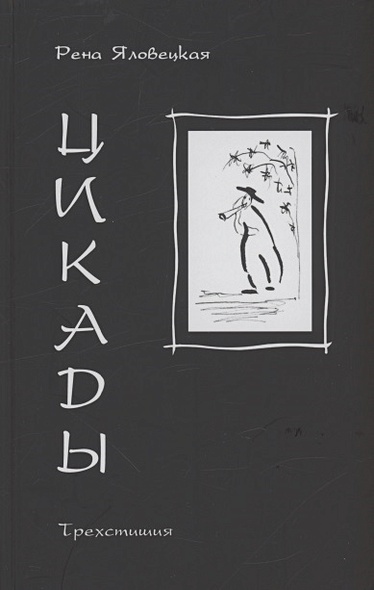 Рена Яловецкая
ЦИКАДЫ
Трехстишия